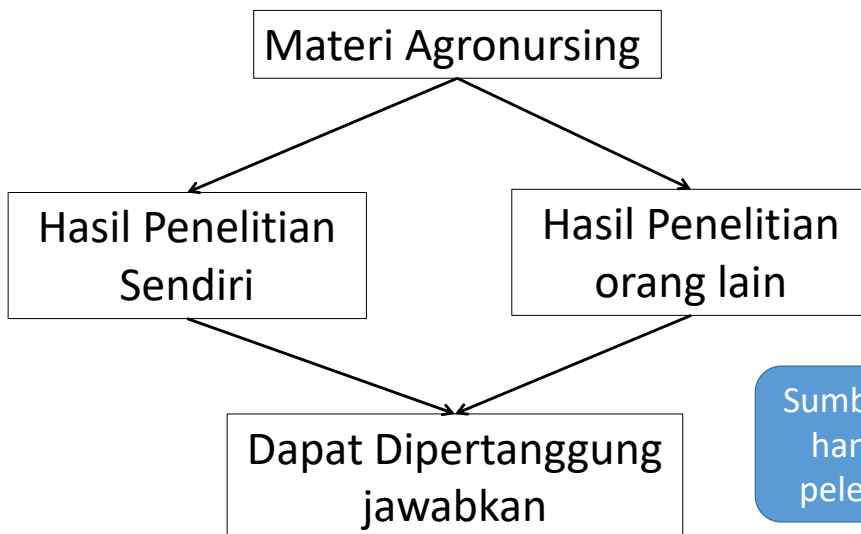 Materi Agronursing
Hasil Penelitian
Sendiri
Hasil Penelitian
orang lain
Dapat Dipertanggung
jawabkan